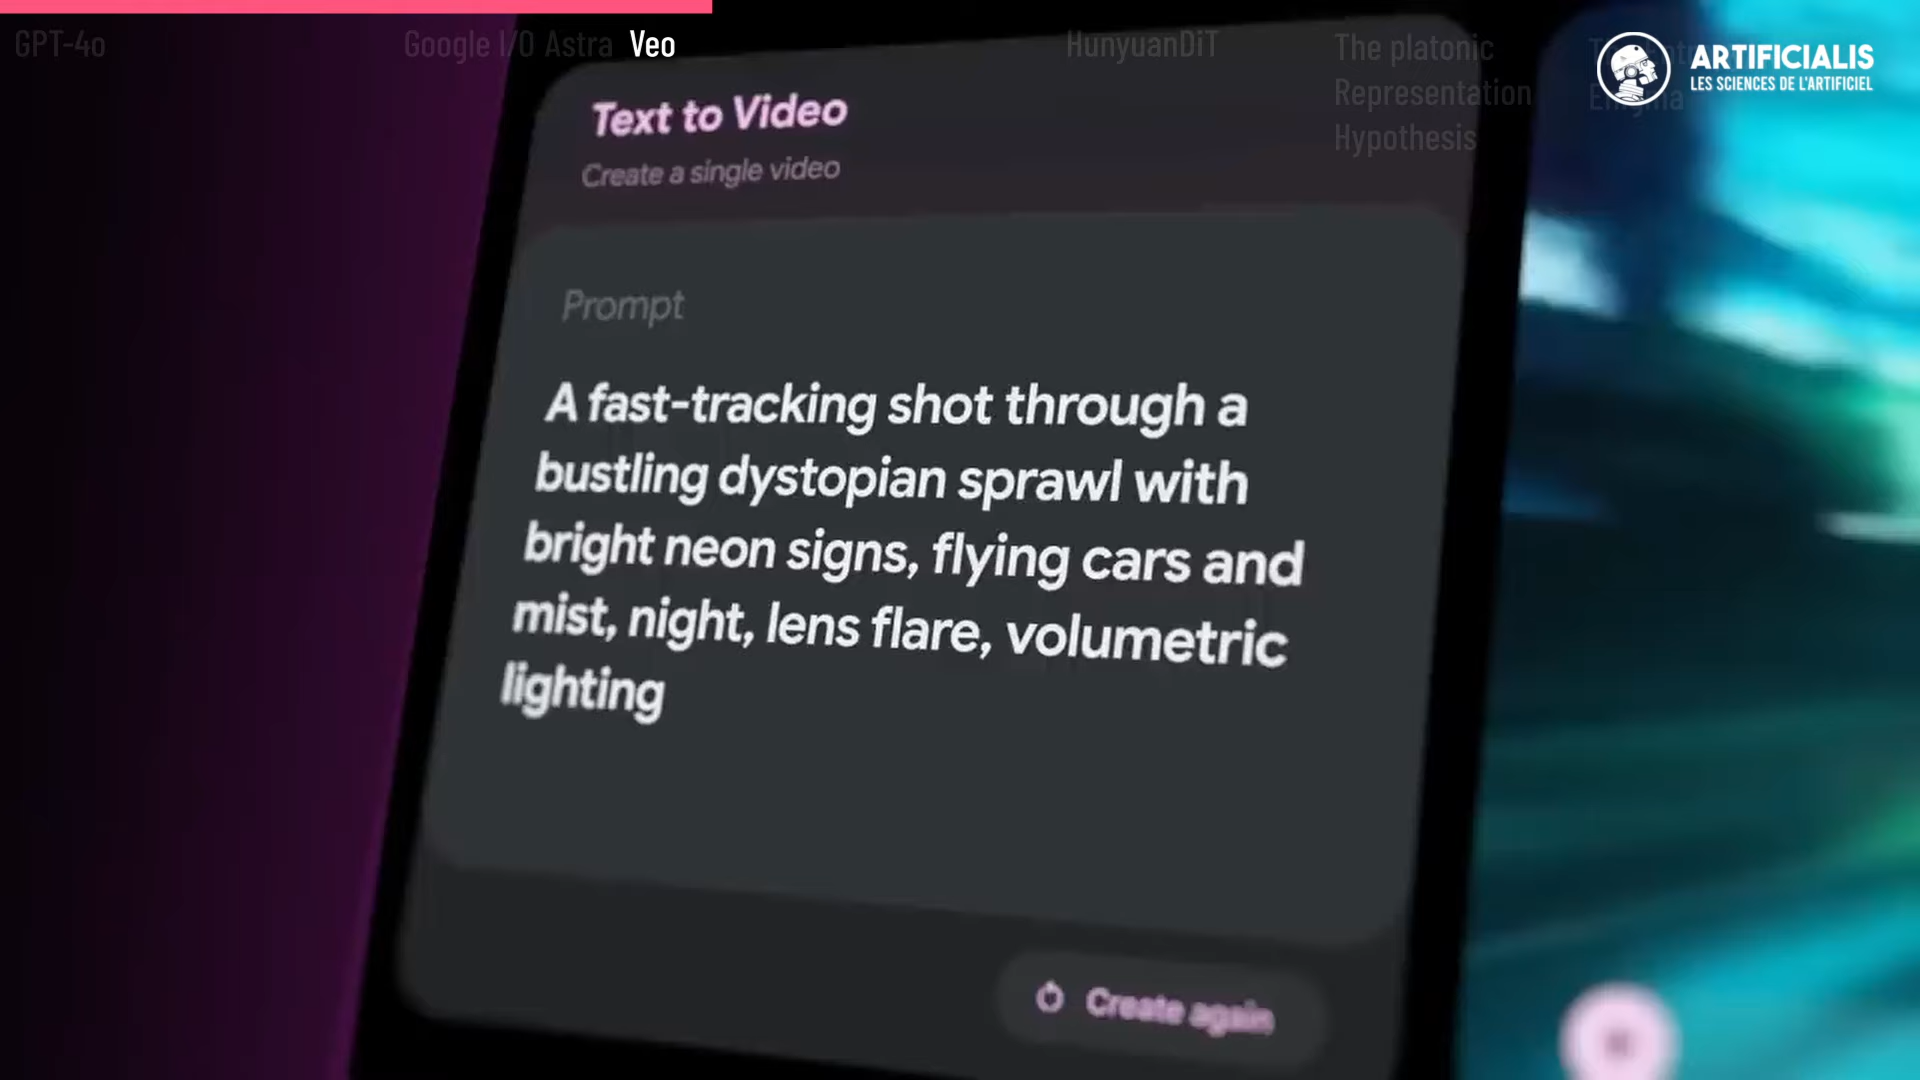 GPT-4o
Google I/O Astra Veo
HunyuanDiT
The platonic
Representation
Hypothesis
ARTIFICIALIS
LES SCIENCES DE L'ARTIFICIEL
Text to Video
Create a single video
Prompt
A fast-tracking shot through a
bustling dystopian sprawl with
bright neon signs, flying cars and
mist, night, lens flare, volumetric
lighting
Create again